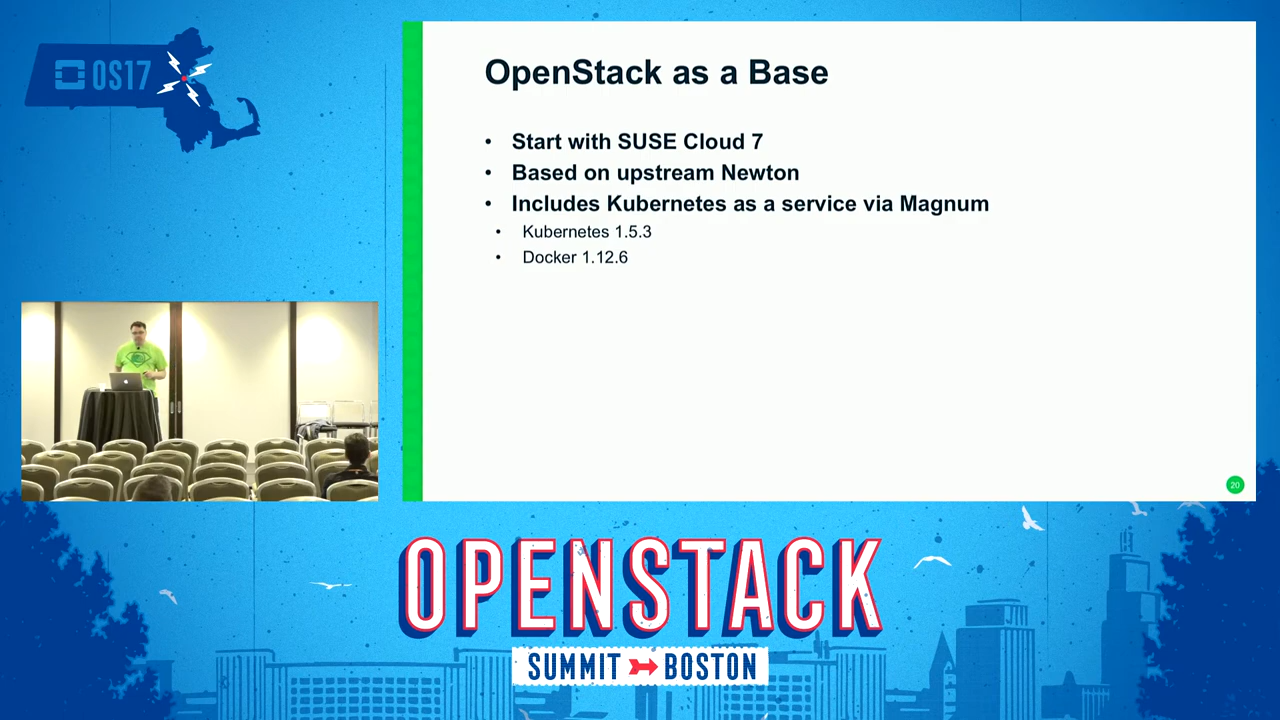 OS17
OpenStack as a Base
• Start with SUSE Cloud 7
• Based on upstream Newton
• Includes Kubernetes as a service via Magnum
• Kubernetes 1.5.3
• Docker 1.12.6
20
OPENSTACK
SUMMIT BOSTON